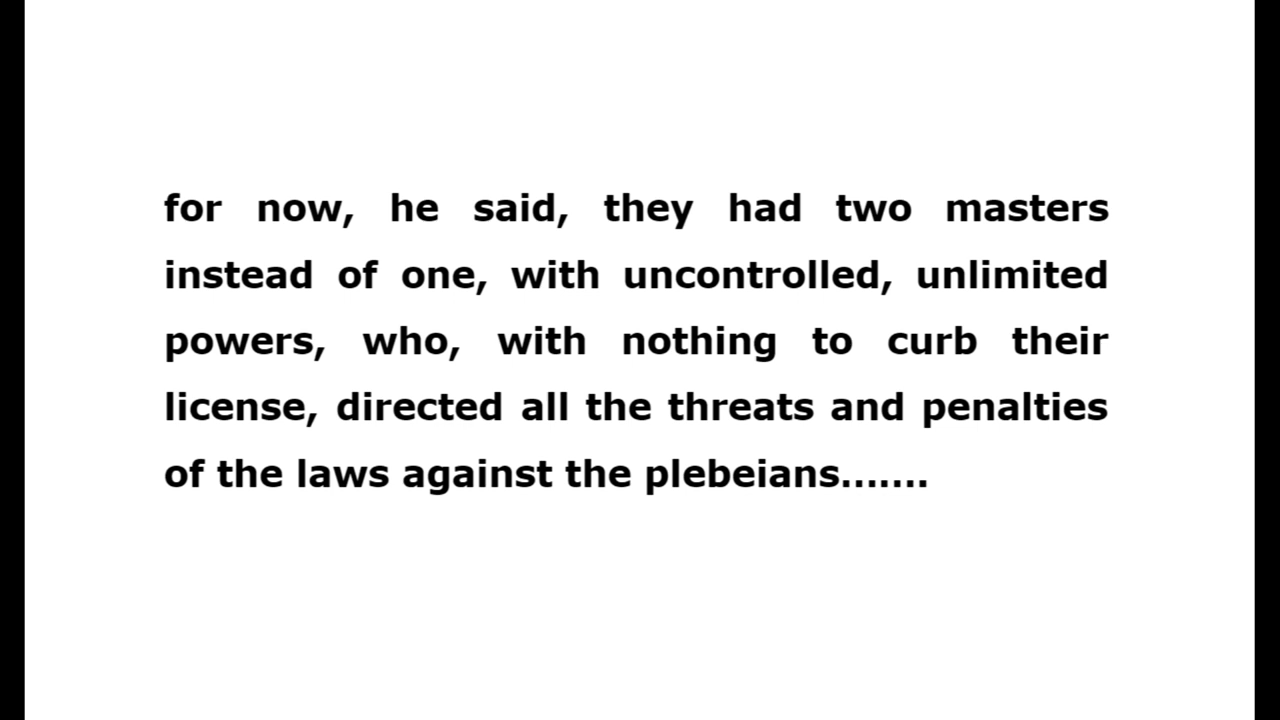 for now, he said, they had two masters
instead of one, with uncontrolled, unlimited
powers, who, with nothing to curb their
license, directed all the threats and penalties
of the laws against the plebeians.......